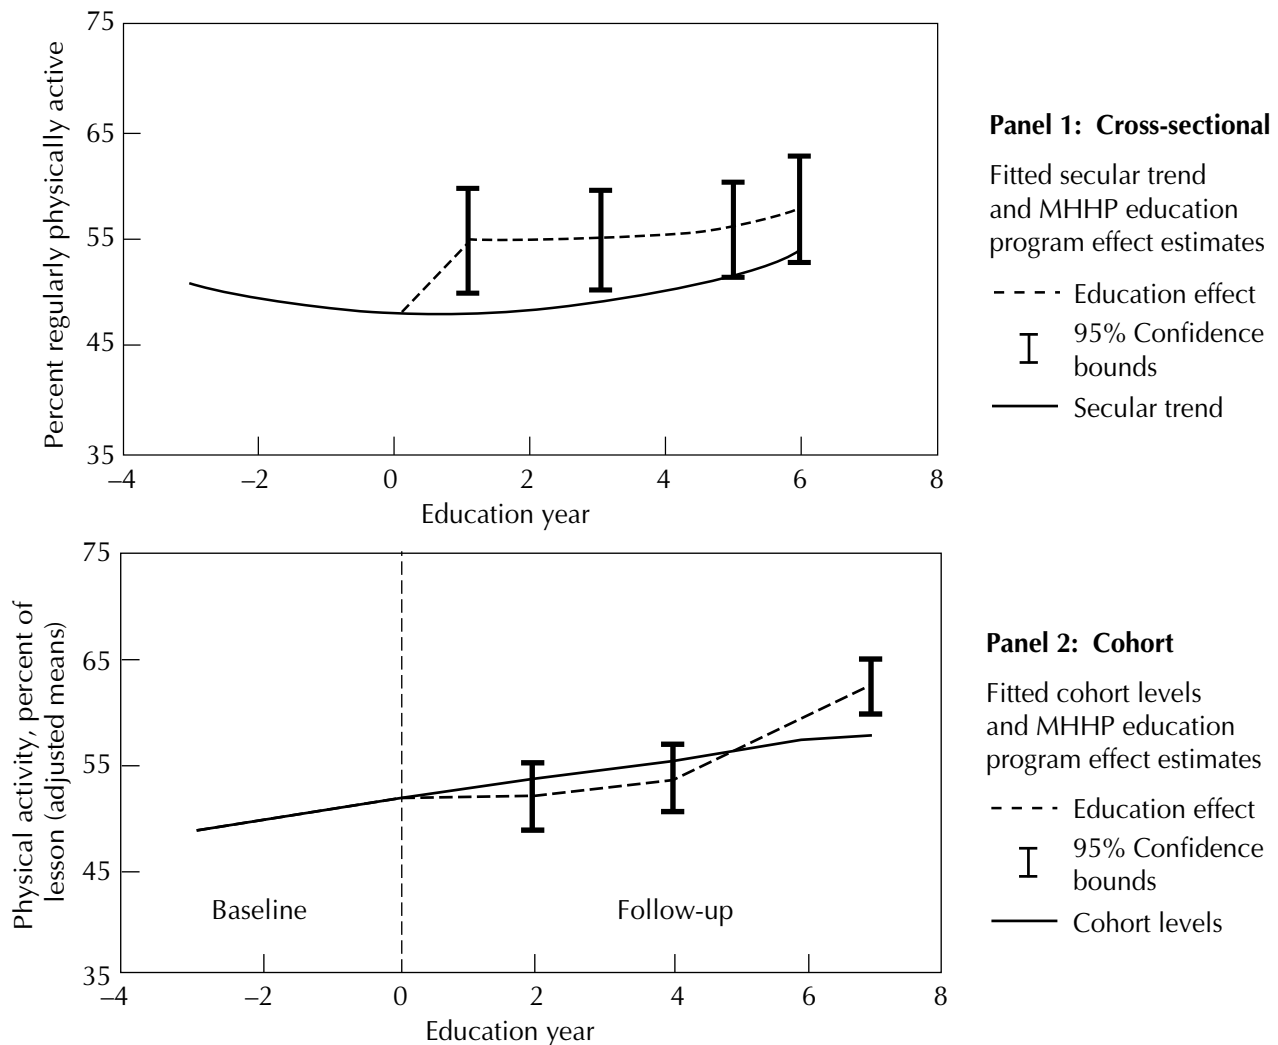 75
65
55
45
35
Percent regularly physically active
–4
–2
0
2
4
6
8
Education year
Panel 1: Cross-sectional
Fitted secular trend
and MHHP education
program effect estimates
Education effect
95% Confidence
bounds
Secular trend
75
65
55
45
35
Physical activity, percent of
lesson (adjusted means)
Baseline
Follow-up
–4
–2
0
2
4
6
8
Education year
Panel 2: Cohort
Fitted cohort levels
and MHHP education
program effect estimates
Education effect
95% Confidence
bounds
Cohort levels